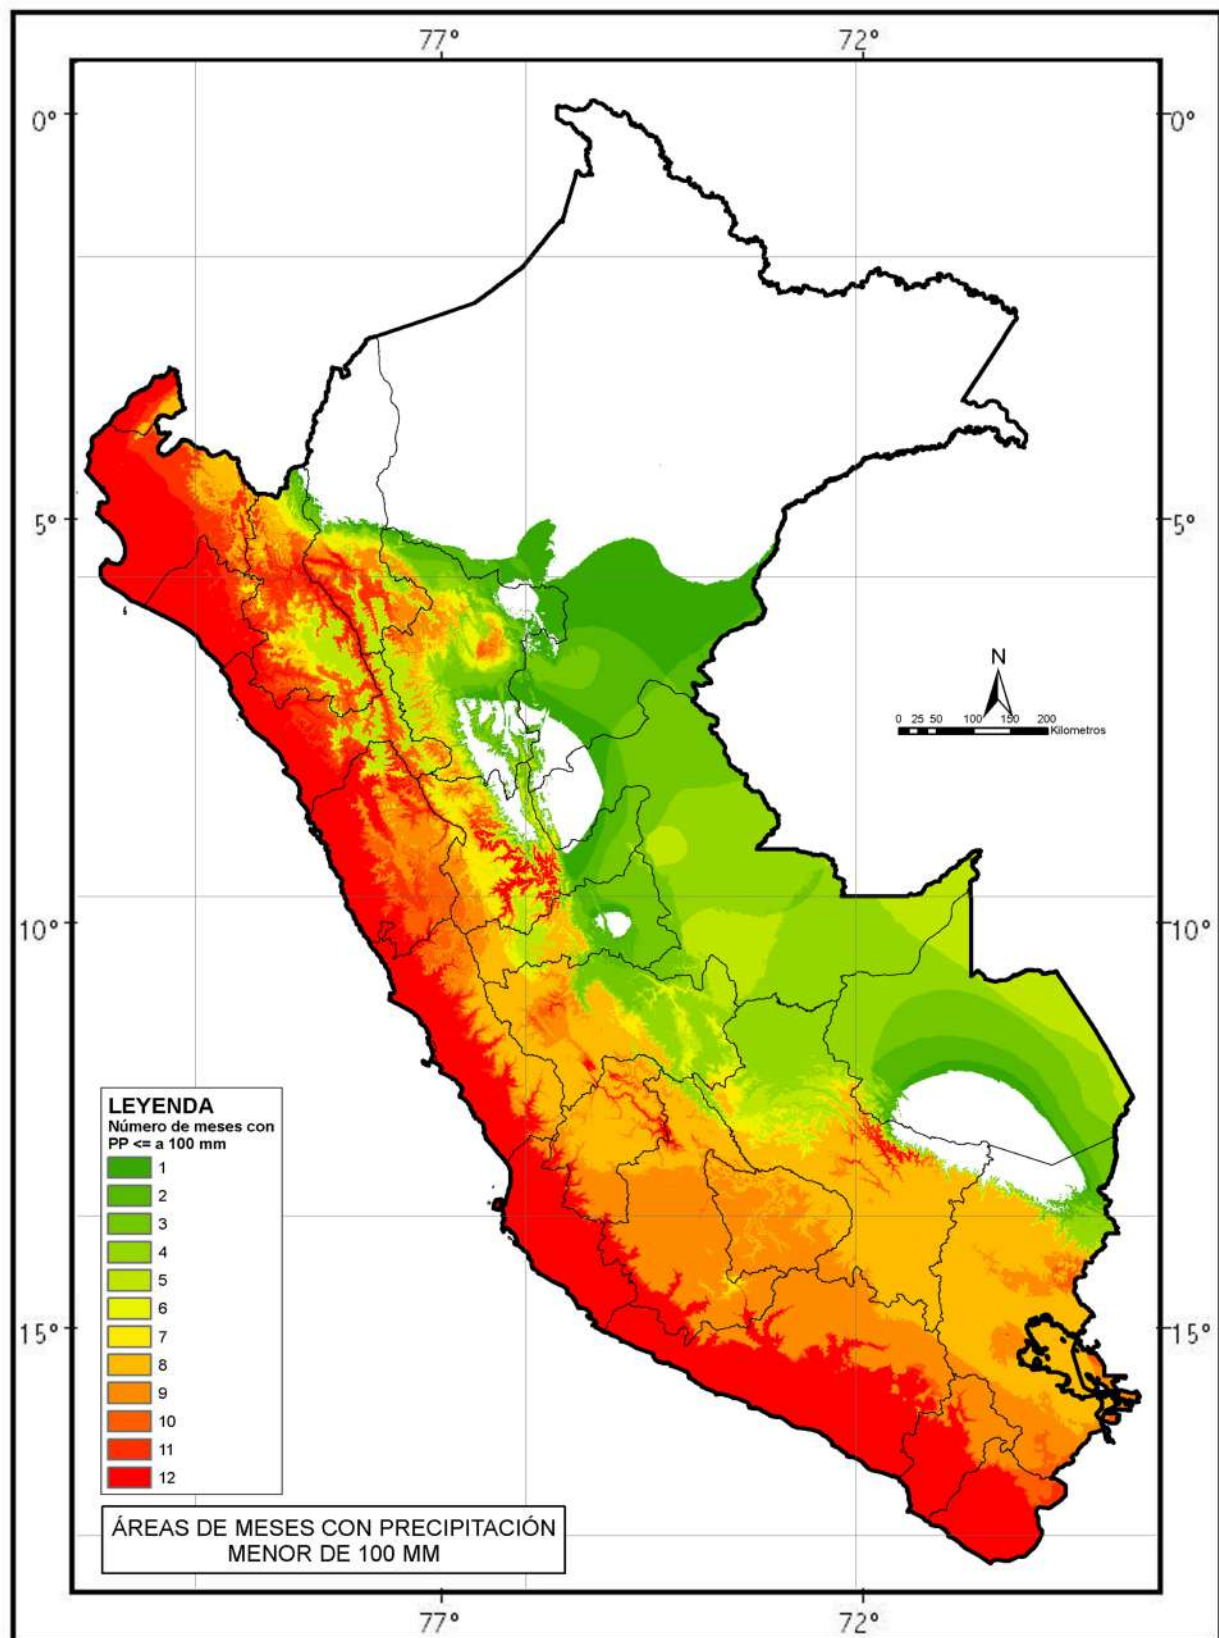 77° 72°
0° 0°
5° 5°
N
0 25 50 100 150 200
Kilometros
10° 10°
LEYENDA
Número de meses con
PP <= a 100 mm
1
2
3
4
5
6
7
8
9
10
11
12
15° 15°
ÁREAS DE MESES CON PRECIPITACIÓN
MENOR DE 100 MM
77° 72°